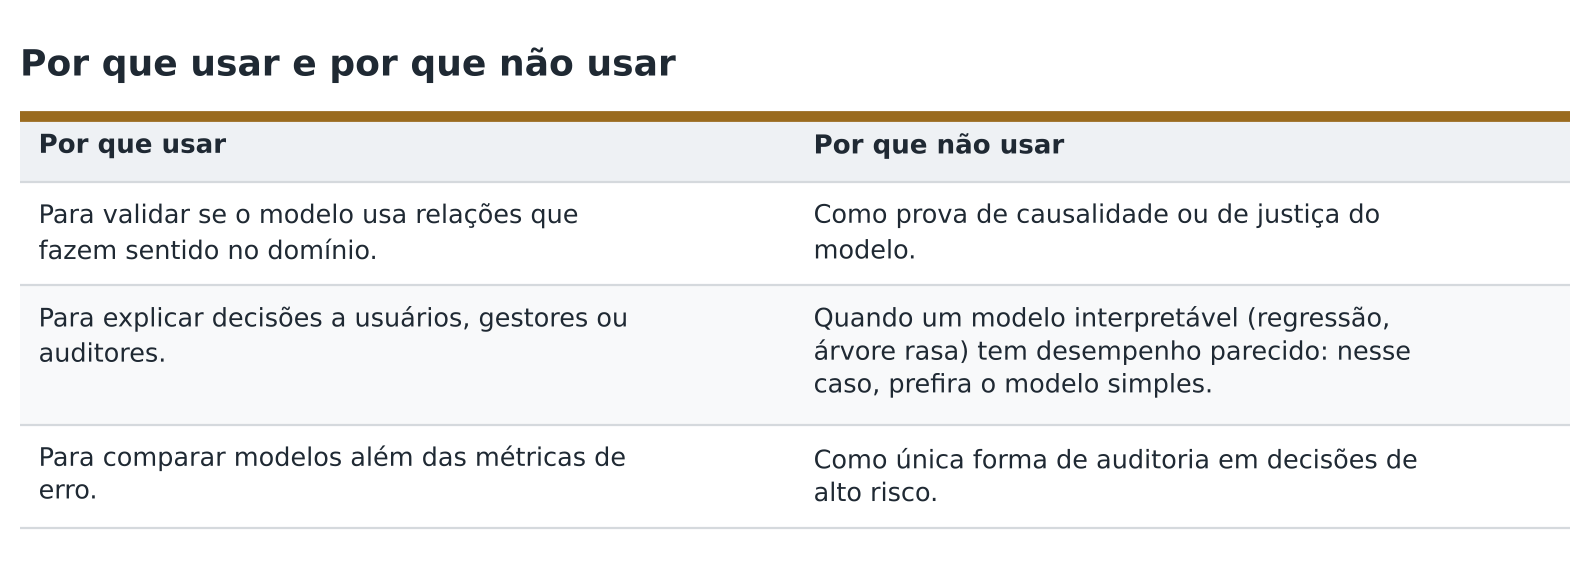 Por que usar e por que não usar
Por que usar
Por que não usar
Para validar se o modelo usa relações que
fazem sentido no domínio.
Como prova de causalidade ou de justiça do
modelo.
Para explicar decisões a usuários, gestores ou
auditores.
Quando um modelo interpretável (regressão,
árvore rasa) tem desempenho parecido: nesse
caso, prefira o modelo simples.
Para comparar modelos além das métricas de
erro.
Como única forma de auditoria em decisões de
alto risco.